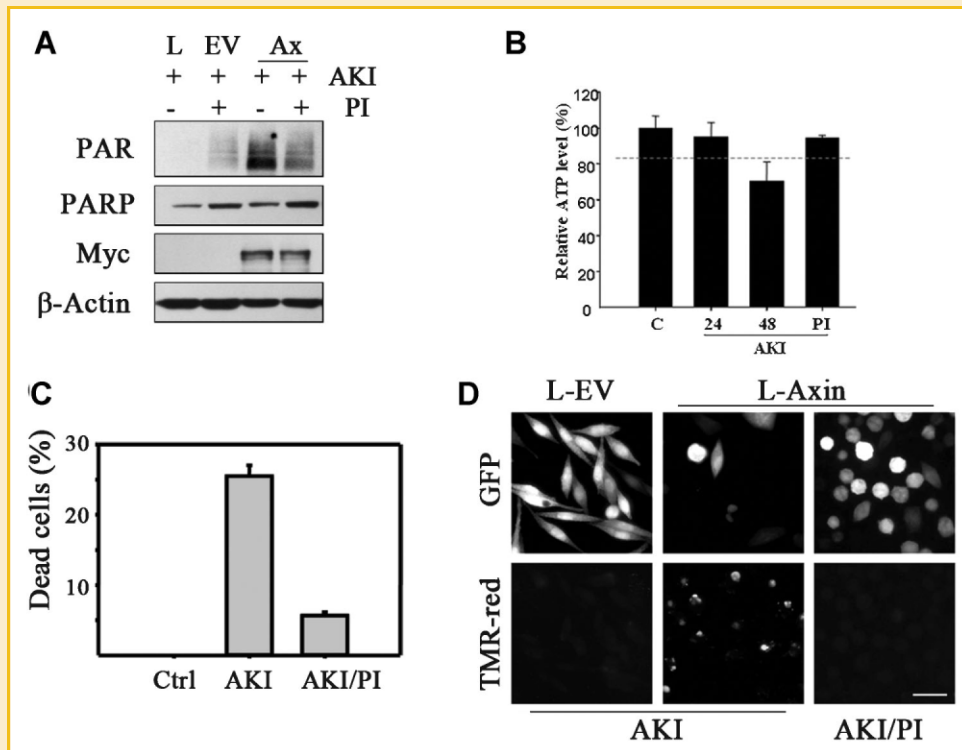 A
L EV Ax
+ + + + AKI
- + - + PI
PAR
PARP
Myc
β-Actin
B
Relative ATP level (%)
120
100
80
60
40
20
0
C 24 48 PI
AKI
C
Dead cells (%)
30
20
10
Ctrl AKI AKI/PI
D
L-EV L-Axin
GFP
TMR-red
AKI AKI/PI